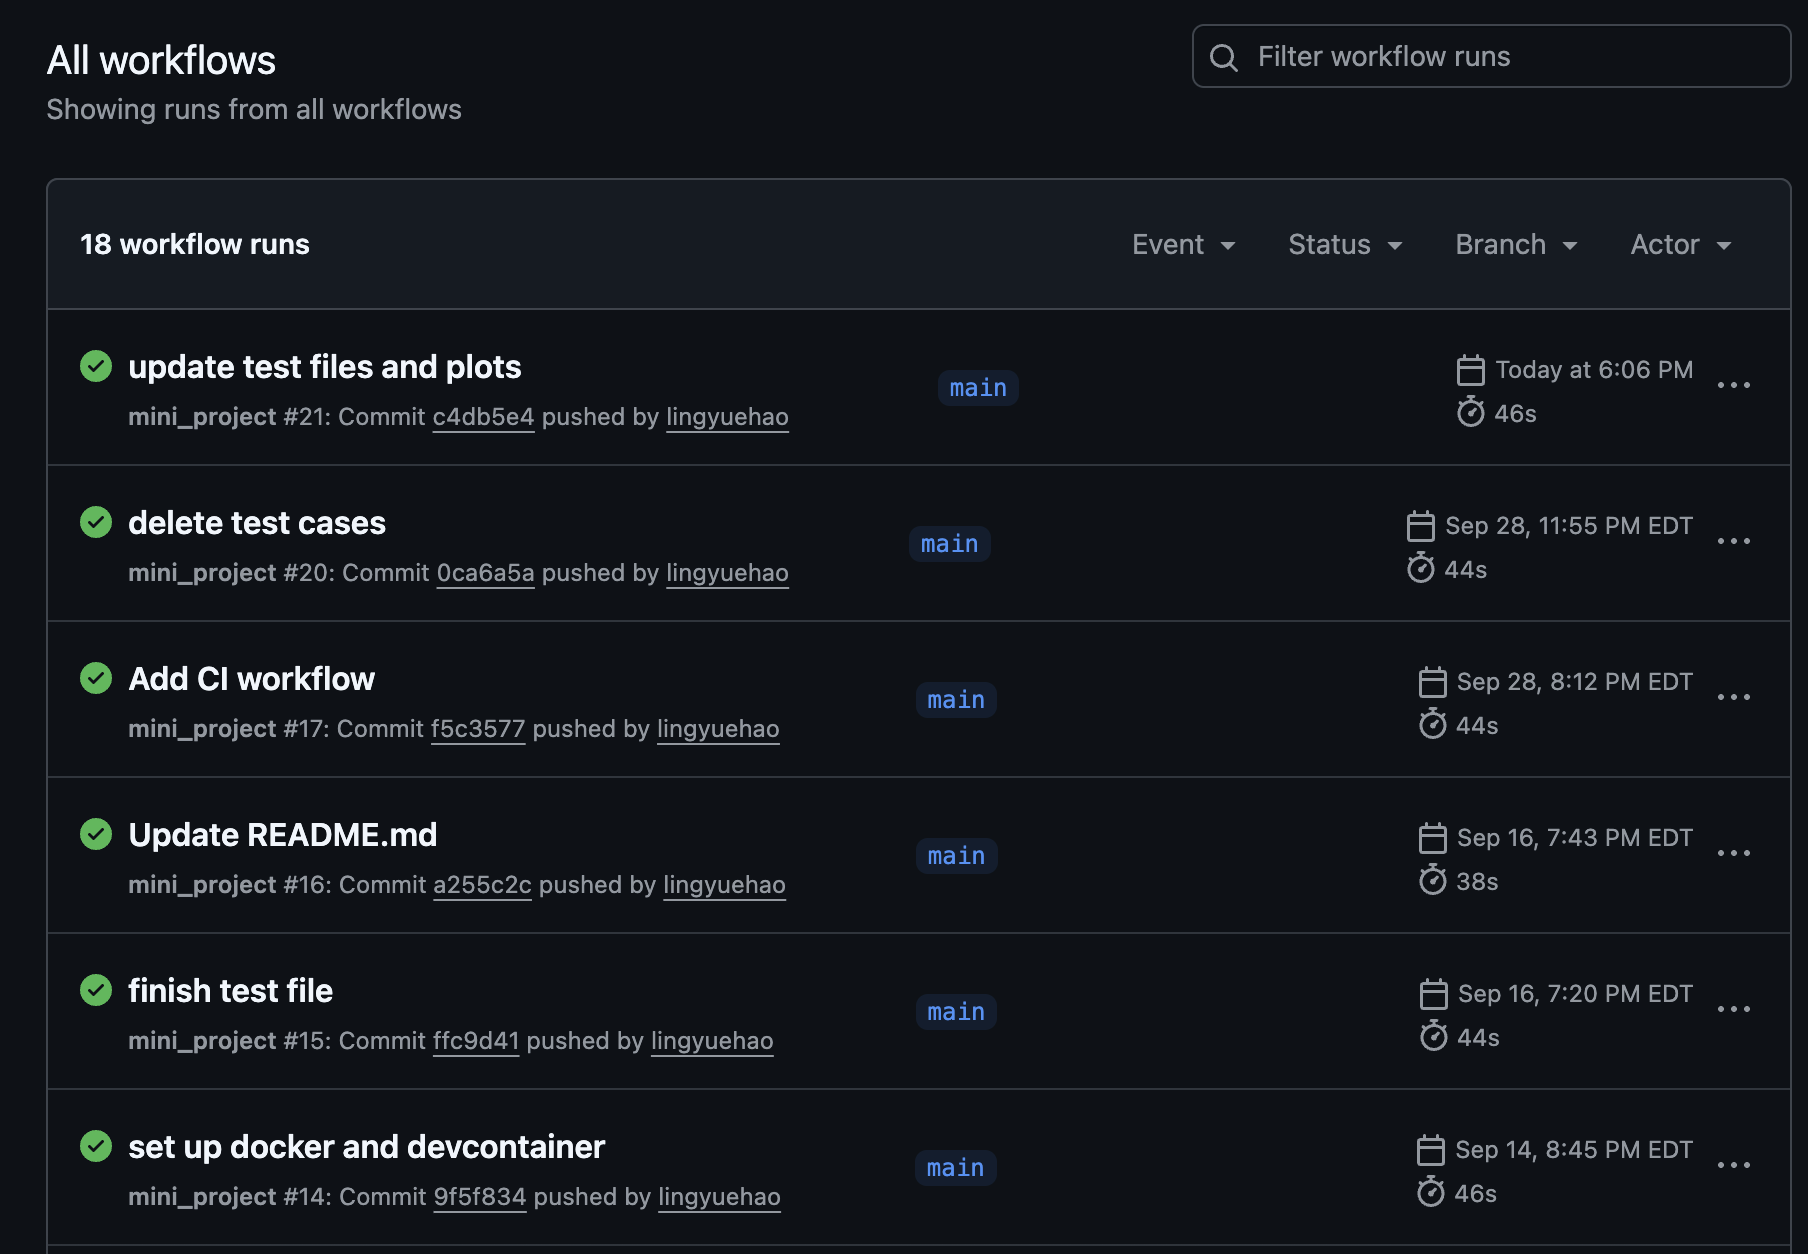 All workflows
Showing runs from all workflows
Filter workflow runs
18 workflow runs
Event
Status
Branch
Actor
update test files and plots
mini_project #21: Commit c4db5e4 pushed by lingyuehao
main
Today at 6:06 PM
46s
delete test cases
mini_project #20: Commit 0ca6a5a pushed by lingyuehao
main
Sep 28, 11:55 PM EDT
44s
Add CI workflow
mini_project #17: Commit f5c3577 pushed by lingyuehao
main
Sep 28, 8:12 PM EDT
44s
Update README.md
mini_project #16: Commit a255c2c pushed by lingyuehao
main
Sep 16, 7:43 PM EDT
38s
finish test file
mini_project #15: Commit ffc9d41 pushed by lingyuehao
main
Sep 16, 7:20 PM EDT
44s
set up docker and devcontainer
mini_project #14: Commit 9f5f834 pushed by lingyuehao
main
Sep 14, 8:45 PM EDT
46s